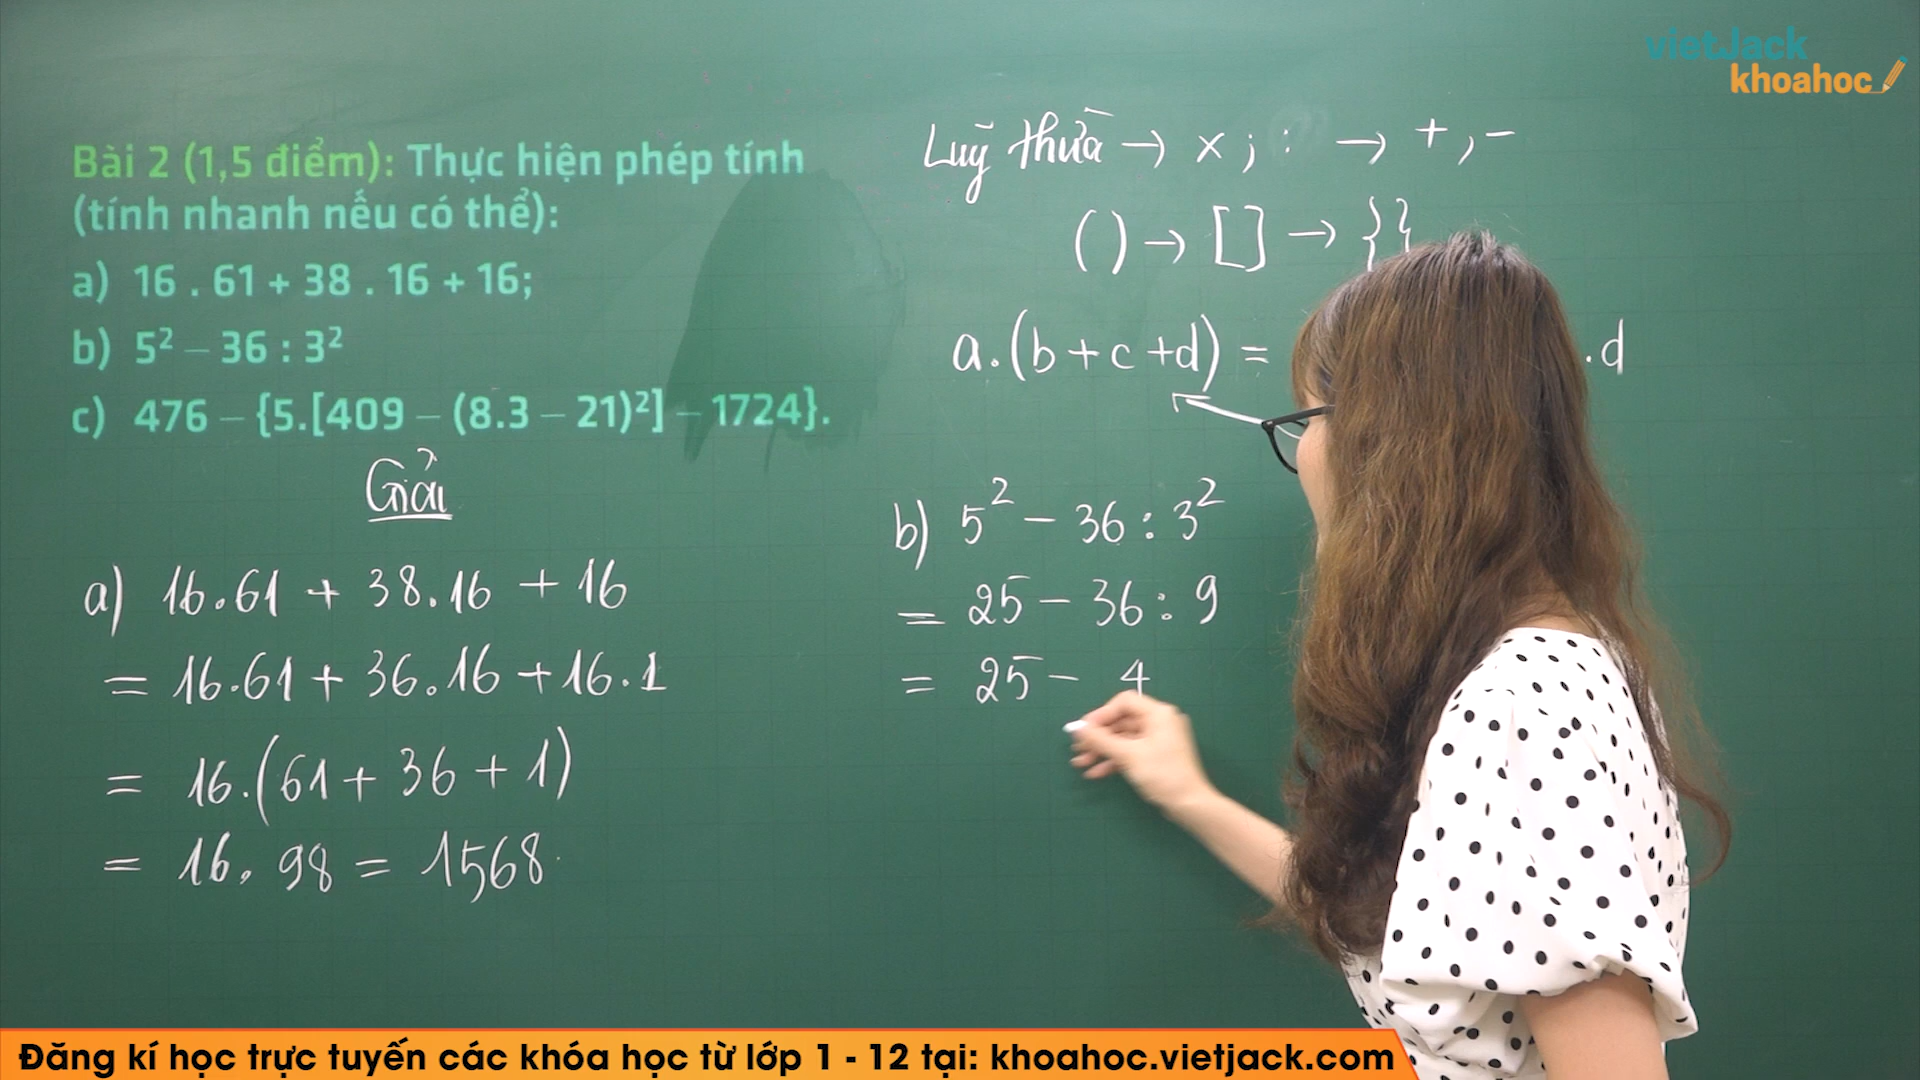 vietJack
khoahoc
Bài 2 (1,5 điểm): Thực hiện phép tính
(tính nhanh nếu có thể):
a) 16 . 61 + 38 . 16 + 16;
b) 5² – 36 : 3²
c) 476 – {5.[409 – (8.3 – 21)²] – 1724}.
Giải
a) 16.61 + 38.16 + 16
= 16.61 + 36.16 + 16.1
= 16.(61 + 36 + 1)
= 16. 98 = 1568
Luỹ thừa → × ; : → + , −
( ) → [ ] → { }
a.(b + c + d) = .d
b) 5² − 36 : 3²
= 25 − 36 : 9
= 25 − 4
Đăng kí học trực tuyến các khóa học từ lớp 1 - 12 tại: khoahoc.vietjack.com